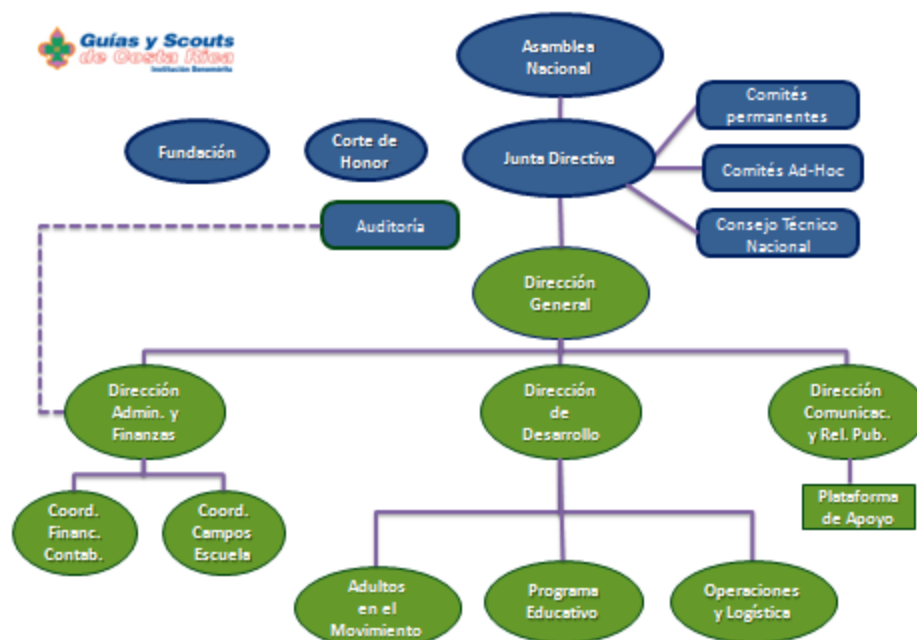 Guías y Scouts
de Costa Rica
Institución Benemérita
Asamblea
Nacional
Comités
permanentes
Fundación
Corte de
Honor
Junta Directiva
Comités Ad-Hoc
Auditoría
Consejo Técnico
Nacional
Dirección
General
Dirección
Admin. y
Finanzas
Dirección
de
Desarrollo
Dirección
Comunicac.
y Rel. Pub.
Coord.
Financ.
Contab.
Coord.
Campos
Escuela
Plataforma
de Apoyo
Adultos
en el
Movimiento
Programa
Educativo
Operaciones
y Logística